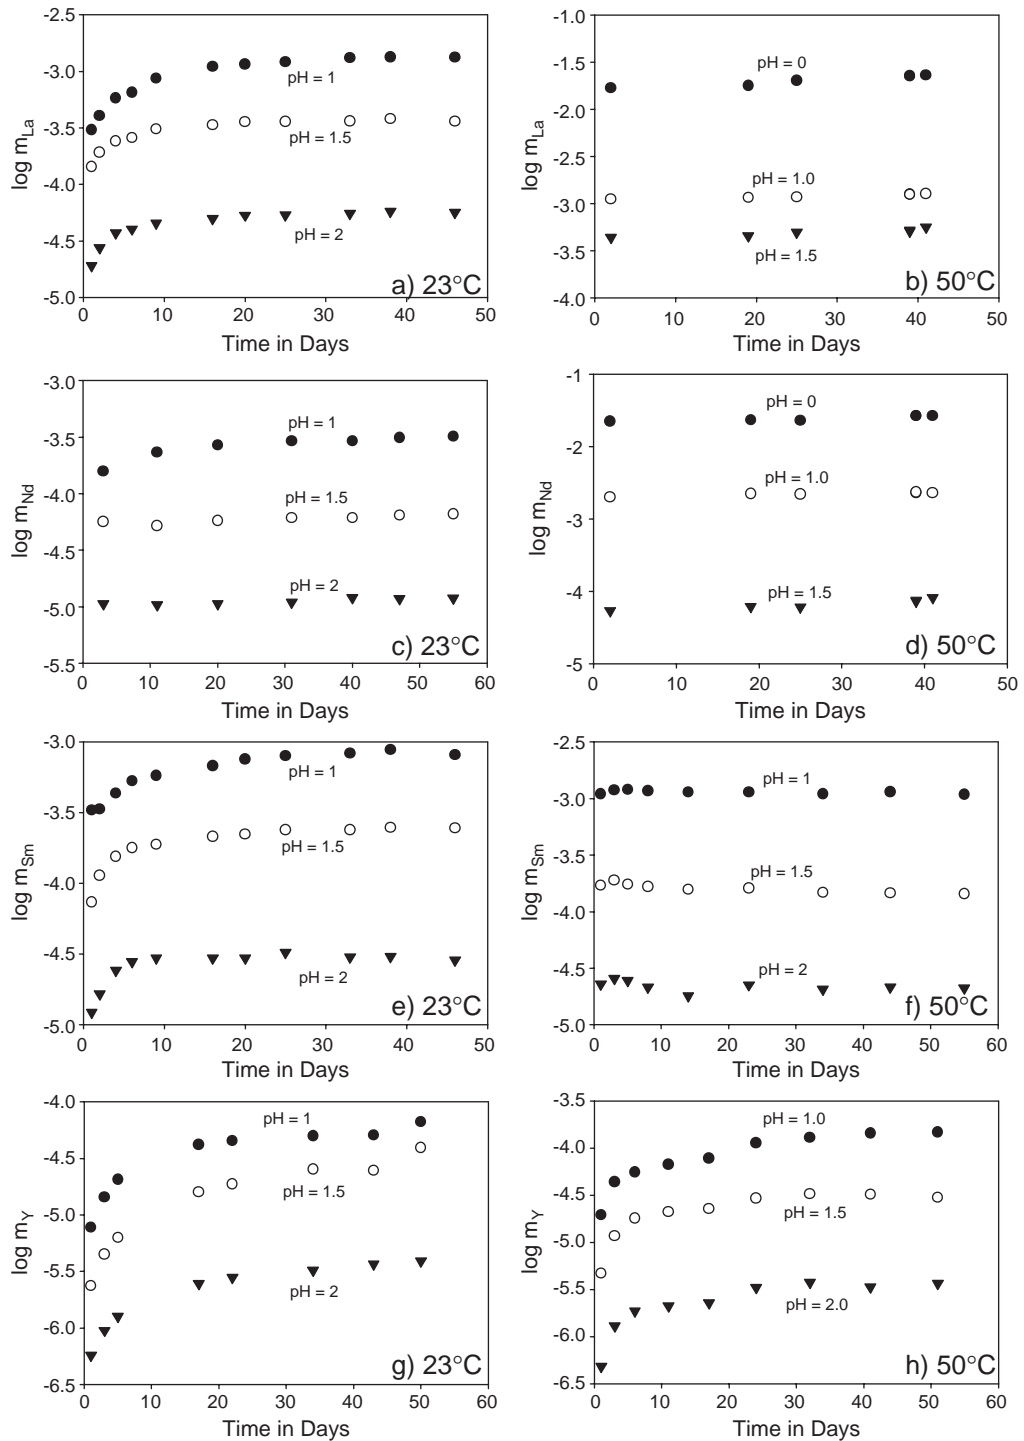 -2.5
-3.0
-3.5
-4.0
-4.5
-5.0
log m_La
pH = 1
pH = 1.5
pH = 2
a) 23°C
0 10 20 30 40 50
Time in Days
-1.0
-1.5
-2.0
-2.5
-3.0
-3.5
-4.0
log m_La
pH = 0
pH = 1.0
pH = 1.5
b) 50°C
0 10 20 30 40 50
Time in Days
-3.0
-3.5
-4.0
-4.5
-5.0
-5.5
log m_Nd
pH = 1
pH = 1.5
pH = 2
c) 23°C
0 10 20 30 40 50 60
Time in Days
-1
-2
-3
-4
-5
log m_Nd
pH = 0
pH = 1.0
pH = 1.5
d) 50°C
0 10 20 30 40 50
Time in Days
-3.0
-3.5
-4.0
-4.5
-5.0
log m_Sm
pH = 1
pH = 1.5
pH = 2
e) 23°C
0 10 20 30 40 50
Time in Days
-2.5
-3.0
-3.5
-4.0
-4.5
-5.0
log m_Sm
pH = 1
pH = 1.5
pH = 2
f) 50°C
0 10 20 30 40 50 60
Time in Days
-4.0
-4.5
-5.0
-5.5
-6.0
-6.5
log m_Y
pH = 1
pH = 1.5
pH = 2
g) 23°C
0 10 20 30 40 50 60
Time in Days
-3.5
-4.0
-4.5
-5.0
-5.5
-6.0
-6.5
log m_Y
pH = 1.0
pH = 1.5
pH = 2.0
h) 50°C
0 10 20 30 40 50 60
Time in Days